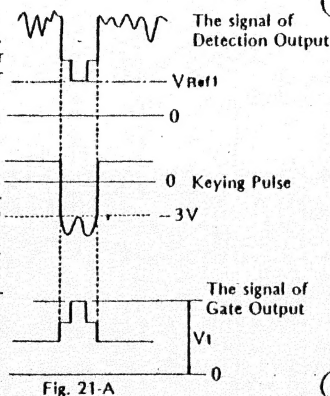 The signal of
Detection Output
VRef1
0
0 Keying Pulse
-3V
The signal of
Gate Output
Vt
0
Fig. 21-A